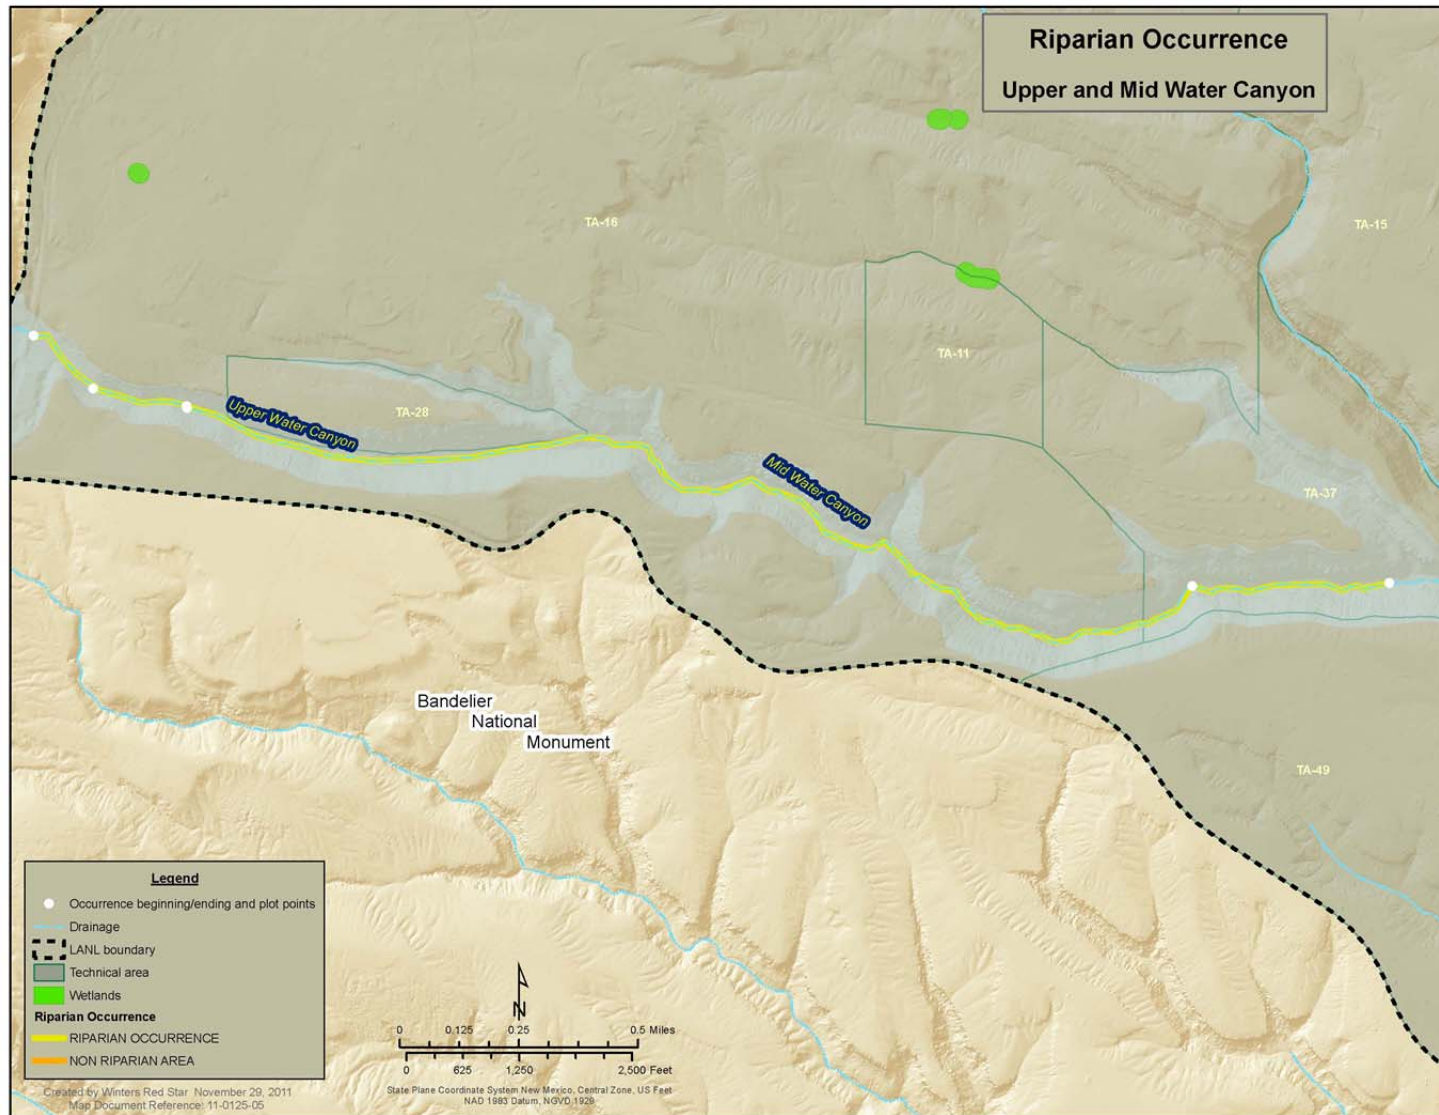 Riparian Occurrence
Upper and Mid Water Canyon
TA-16
TA-15
TA-11
TA-28
Upper Water Canyon
Mid Water Canyon
TA-37
Bandelier
National
Monument
TA-49
Legend
Occurrence beginning/ending and plot points
Drainage
LANL boundary
Technical area
Wetlands
Riparian Occurrence
RIPARIAN OCCURRENCE
NON RIPARIAN AREA
Created by Winters Red Star November 29, 2011
Map Document Reference: 11-0125-05
N
0 0.125 0.25 0.5 Miles
0 625 1,250 2,500 Feet
State Plane Coordinate System New Mexico, Central Zone, US Feet
NAD 1983 Datum, NGVD 1929